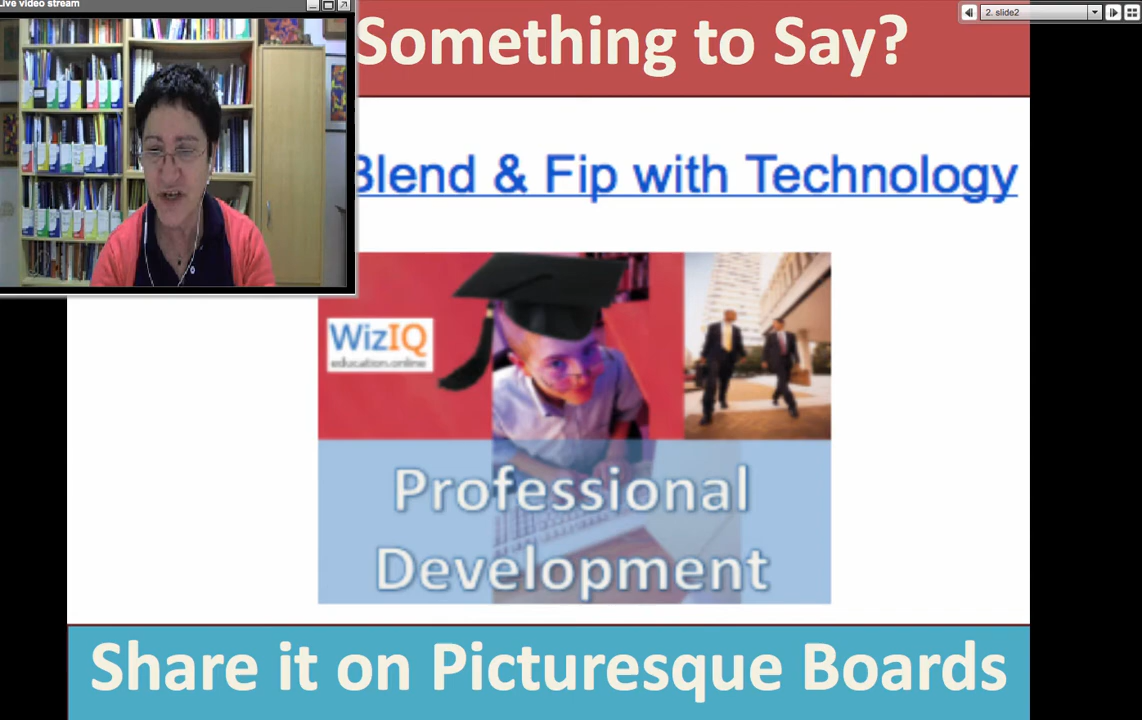 Live video stream
2. slide2
Something to Say?
Blend & Fip with Technology
WizIQ
education.online
Professional
Development
Share it on Picturesque Boards